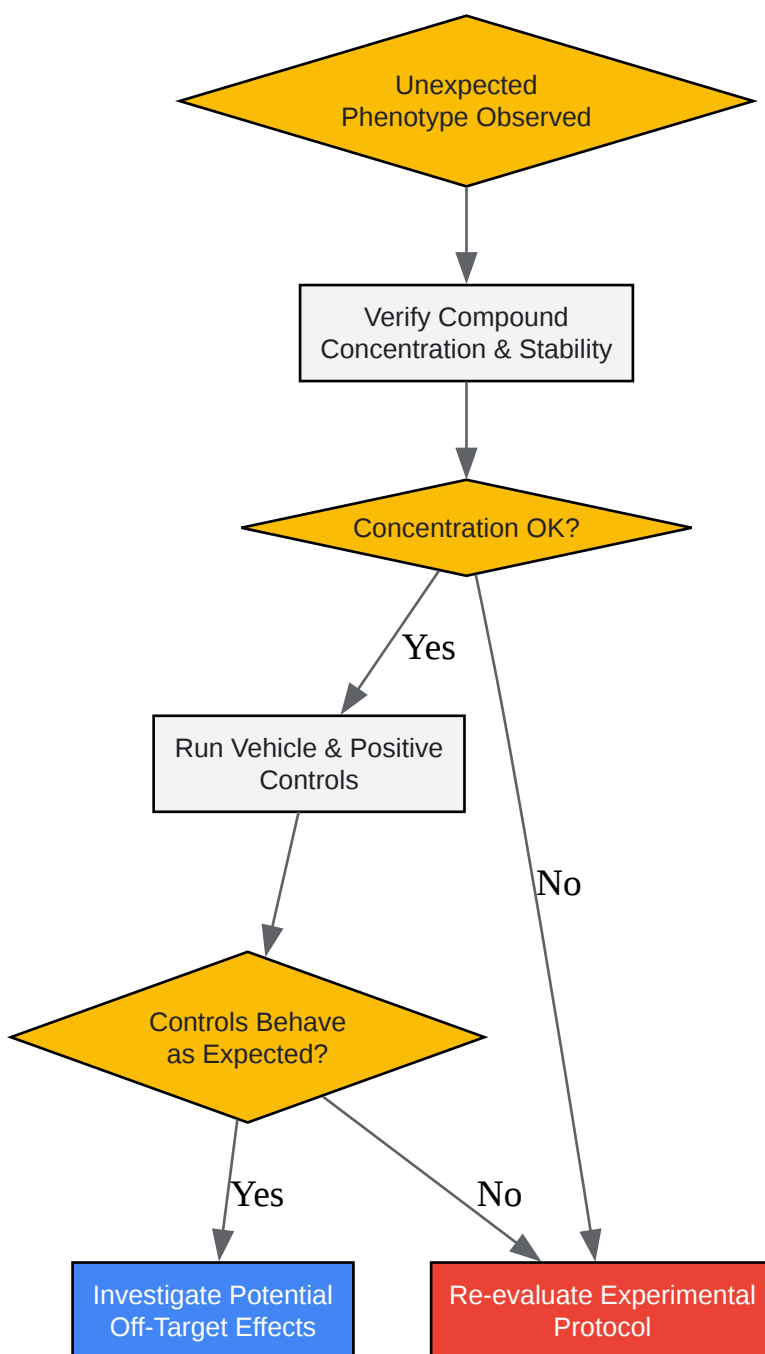 Unexpected
Phenotype Observed
Verify Compound
Concentration & Stability
Concentration OK?
Yes
Run Vehicle & Positive
Controls
No
Controls Behave
as Expected?
Yes
No
Investigate Potential
Off-Target Effects
Re-evaluate Experimental
Protocol